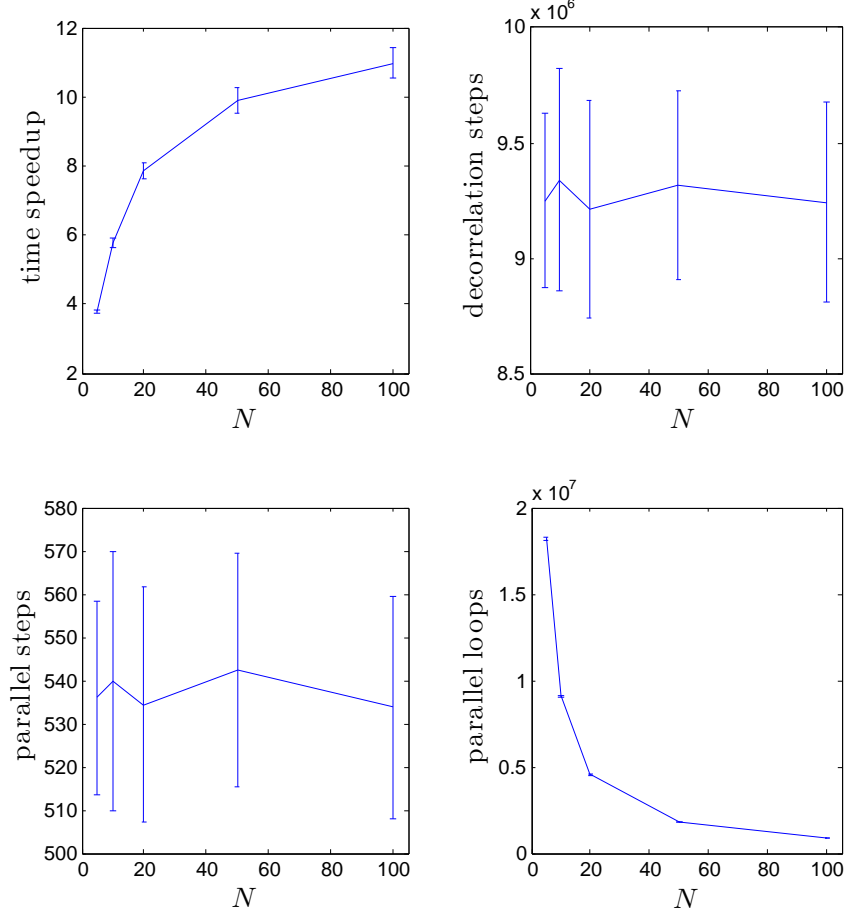 12
10
8
6
4
2
0 20 40 60 80 100
time speedup
N
x 10^6
10
9.5
9
8.5
0 20 40 60 80 100
decorrelation steps
N
580
570
560
550
540
530
520
510
500
0 20 40 60 80 100
parallel steps
N
x 10^7
2
1.5
1
0.5
0
0 20 40 60 80 100
parallel loops
N